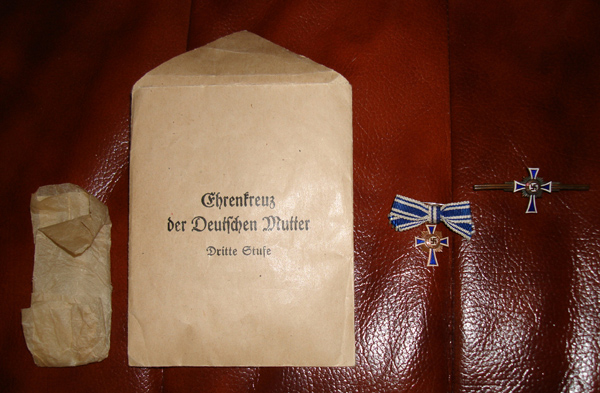 Ehrenkreuz
der Deutschen Mutter
Dritte Stufe